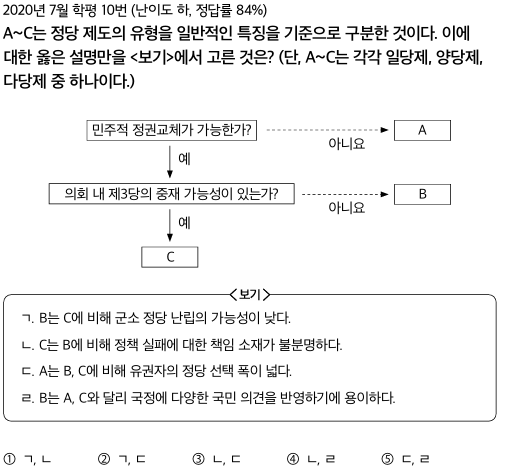 2020년 7월 학평 10번 (난이도 하, 정답률 84%)
A~C는 정당 제도의 유형을 일반적인 특징을 기준으로 구분한 것이다. 이에
대한 옳은 설명만을 <보기>에서 고른 것은? (단, A~C는 각각 일당제, 양당제,
다당제 중 하나이다.)
민주적 정권교체가 가능한가?
A
아니요
예
의회 내 제3당의 중재 가능성이 있는가?
B
아니요
예
C
<보기>
ㄱ. B는 C에 비해 군소 정당 난립의 가능성이 낮다.
ㄴ. C는 B에 비해 정책 실패에 대한 책임 소재가 불분명하다.
ㄷ. A는 B, C에 비해 유권자의 정당 선택 폭이 넓다.
ㄹ. B는 A, C와 달리 국정에 다양한 국민 의견을 반영하기에 용이하다.
① ㄱ, ㄴ ② ㄱ, ㄷ ③ ㄴ, ㄷ ④ ㄴ, ㄹ ⑤ ㄷ, ㄹ